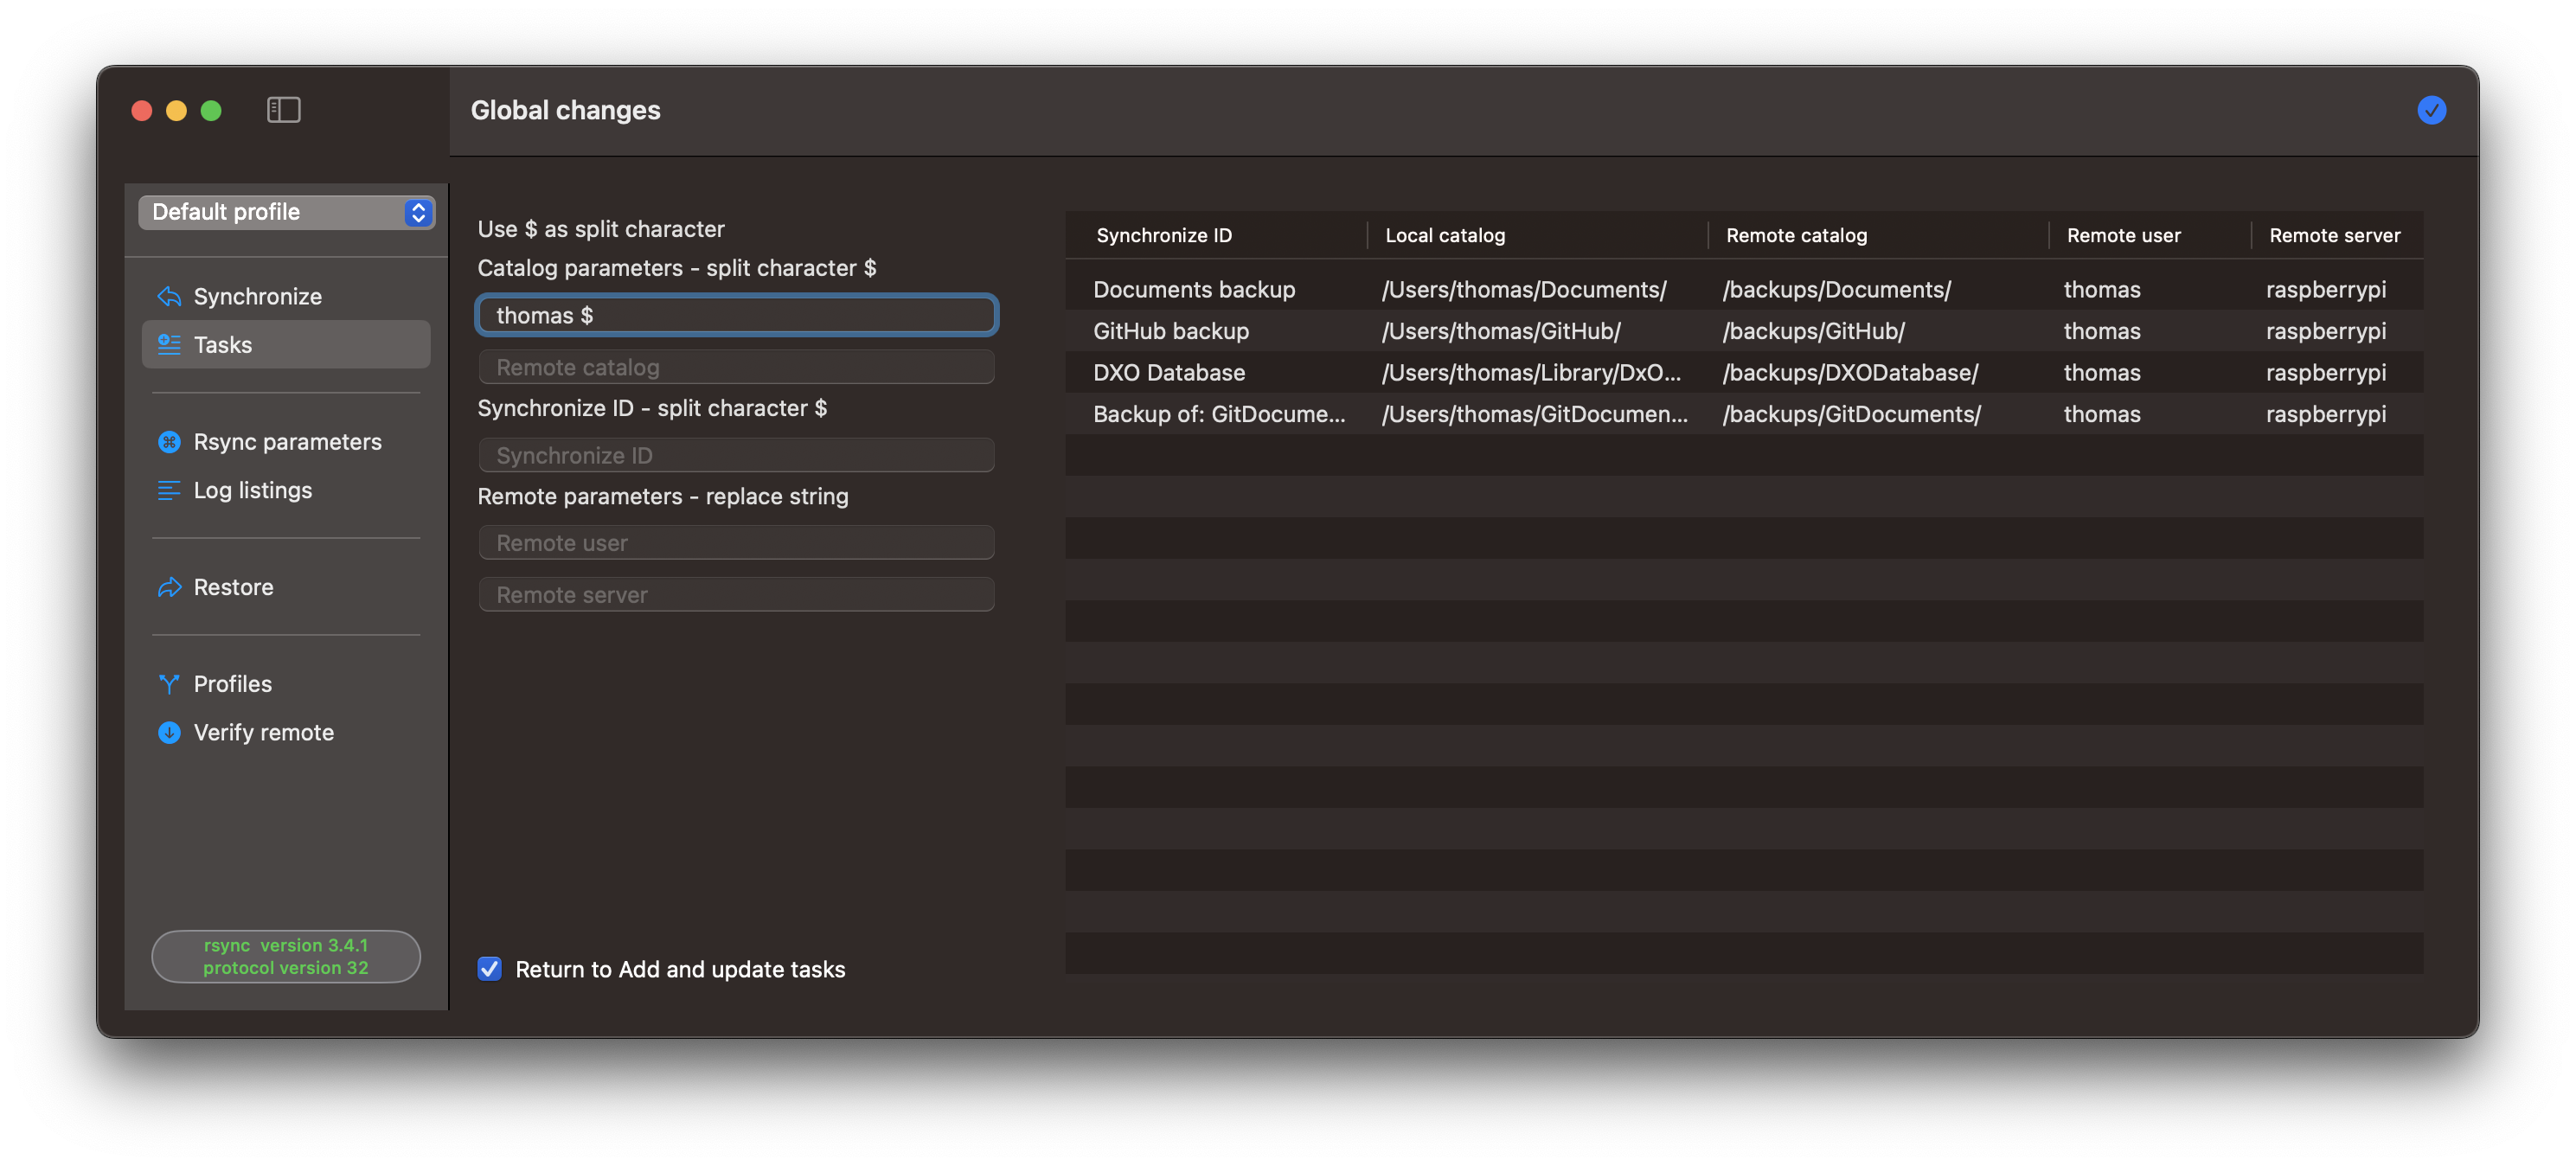 Global changes
Default profile
Synchronize
Tasks
Rsync parameters
Log listings
Restore
Profiles
Verify remote
rsync version 3.4.1
protocol version 32
Use $ as split character
Catalog parameters - split character $
thomas $
Remote catalog
Synchronize ID - split character $
Synchronize ID
Remote parameters - replace string
Remote user
Remote server
Return to Add and update tasks
Synchronize ID Local catalog Remote catalog Remote user Remote server
Documents backup /Users/thomas/Documents/ /backups/Documents/ thomas raspberrypi
GitHub backup /Users/thomas/GitHub/ /backups/GitHub/ thomas raspberrypi
DXO Database /Users/thomas/Library/DxO... /backups/DXODatabase/ thomas raspberrypi
Backup of: GitDocume... /Users/thomas/GitDocumen... /backups/GitDocuments/ thomas raspberrypi